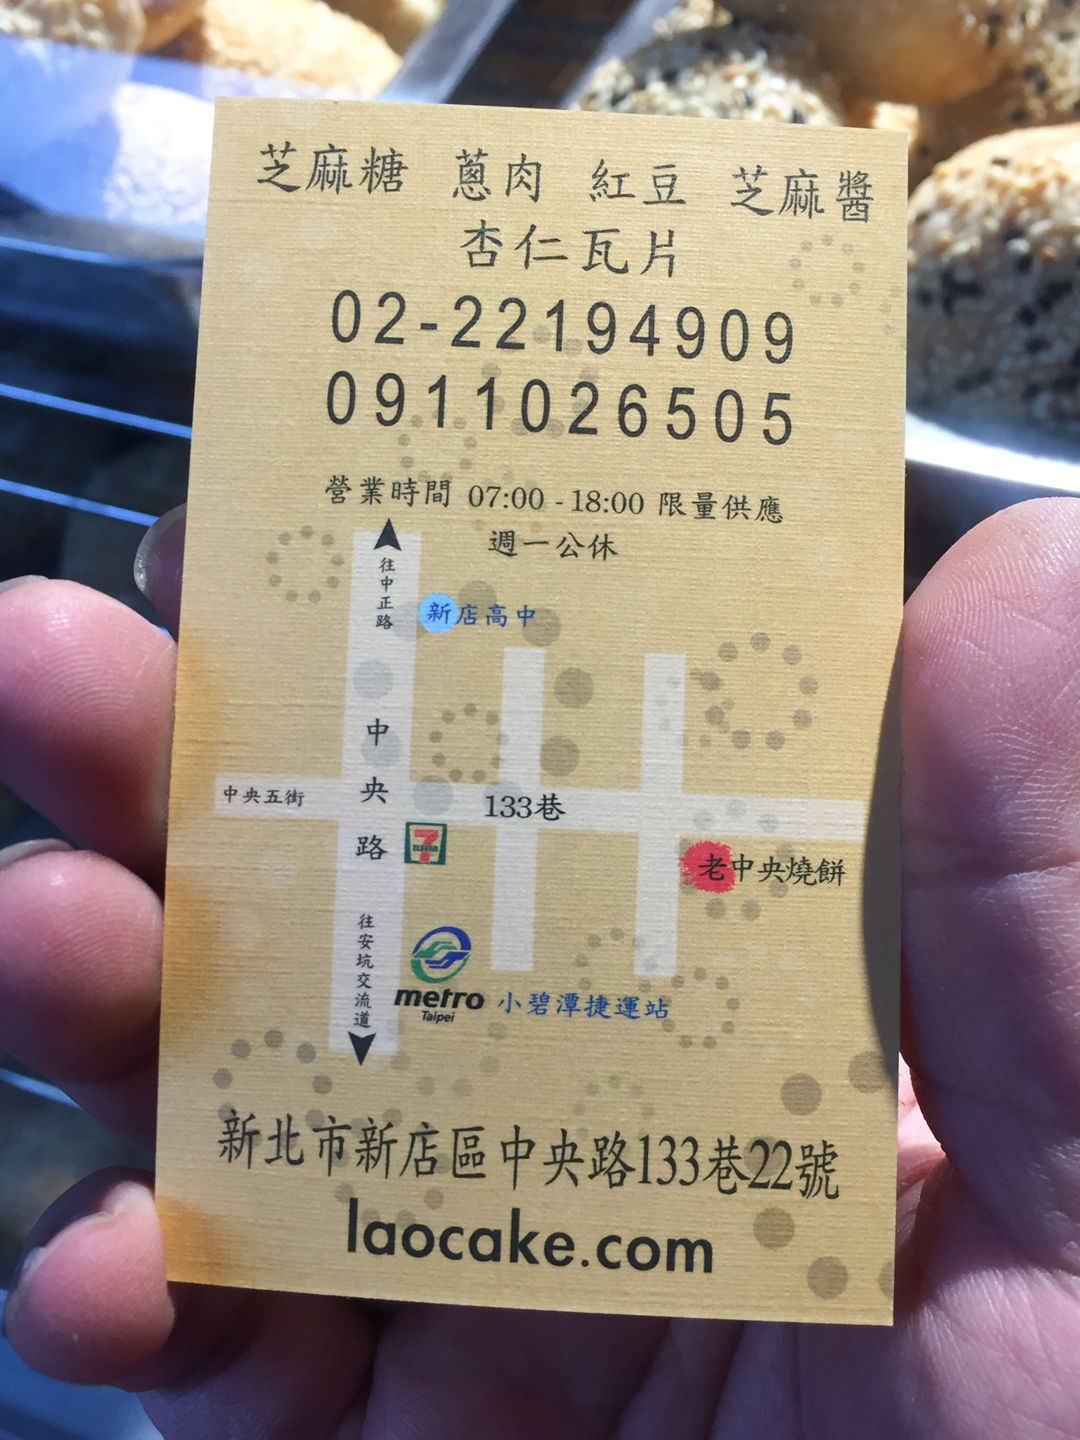 芝麻糖 蔥肉 紅豆 芝麻醬
杏仁瓦片
02-22194909
0911026505
營業時間 07:00 - 18:00 限量供應
週一公休
往中正路
新店高中
中央路
中央五街
133巷
7
ELEVEN
老中央燒餅
往安坑交流道
metro
Taipei
小碧潭捷運站
新北市新店區中央路133巷22號
laocake.com